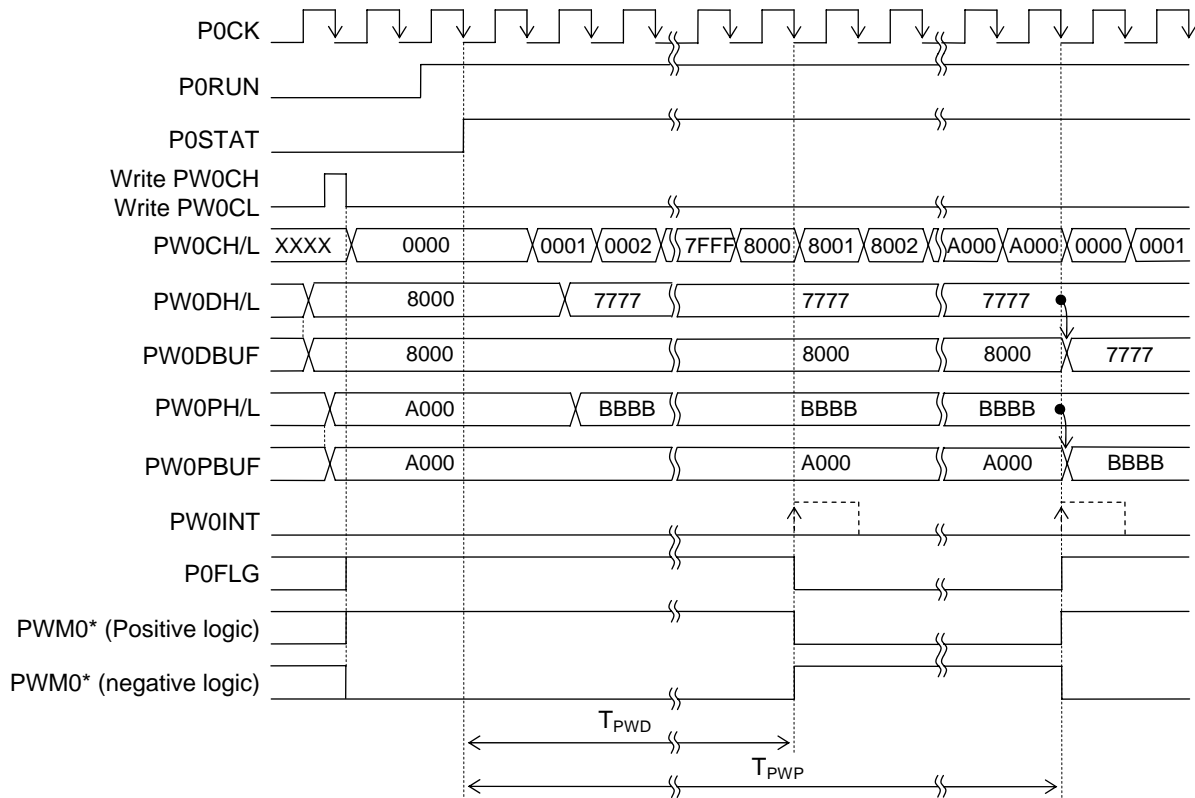 P0CK
P0RUN
P0STAT
Write PW0CH
Write PW0CL
PW0CH/L XXXX 0000 0001 0002 7FFF 8000 8001 8002 A000 A000 0000 0001
PW0DH/L 8000 7777 7777 7777
PW0DBUF 8000 8000 8000 7777
PW0PH/L A000 BBBB BBBB BBBB
PW0PBUF A000 A000 A000 BBBB
PW0INT
P0FLG
PWM0* (Positive logic)
PWM0* (negative logic)
TPWD
TPWP